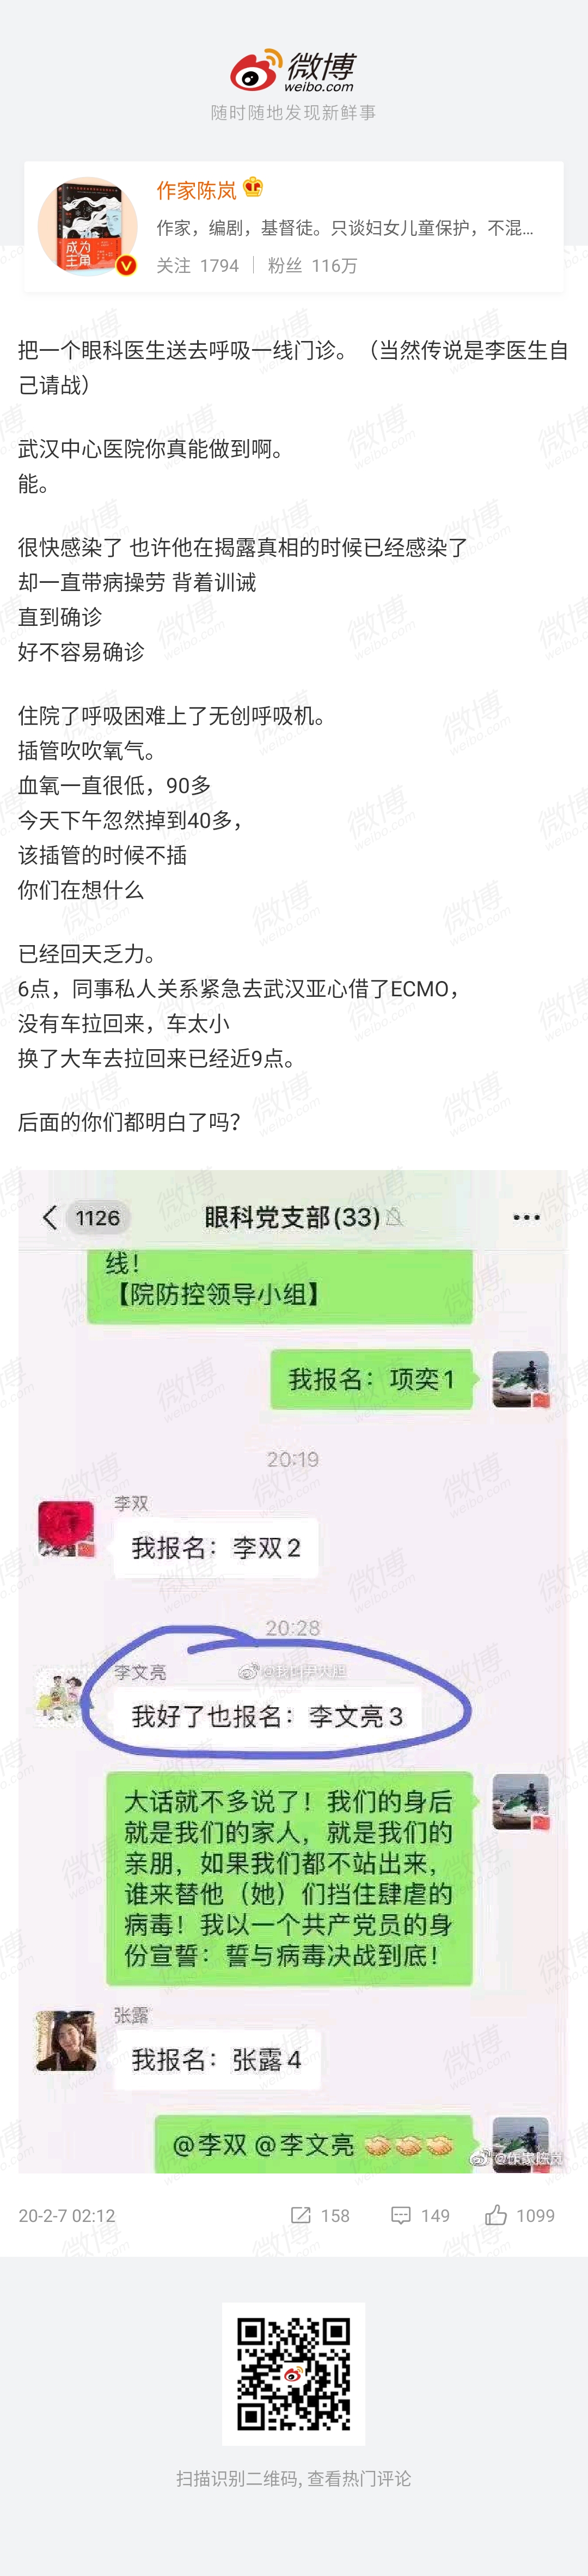 微博
weibo.com
随时随地发现新鲜事
作家陈岚
作家，编剧，基督徒。只谈妇女儿童保护，不混...
关注 1794 | 粉丝 116万
把一个眼科医生送去呼吸一线门诊。（当然传说是李医生自
己请战）
武汉中心医院你真能做到啊。
能。
很快感染了 也许他在揭露真相的时候已经感染了
却一直带病操劳 背着训诫
直到确诊
好不容易确诊
住院了呼吸困难上了无创呼吸机。
插管吹吹氧气。
血氧一直很低，90多
今天下午忽然掉到40多，
该插管的时候不插
你们在想什么
已经回天乏力。
6点，同事私人关系紧急去武汉亚心借了ECMO，
没有车拉回来，车太小
换了大车去拉回来已经近9点。
后面的你们都明白了吗？
1126 眼科党支部(33)
线！
【院防控领导小组】
我报名：项奕1
20:19
李双
我报名：李双2
20:28
李文亮
我好了也报名：李文亮3
大话就不多说了！我们的身后
就是我们的家人，就是我们的
亲朋，如果我们都不站出来，
谁来替他（她）们挡住肆虐的
病毒！我以一个共产党员的身
份宣誓：誓与病毒决战到底！
张露
我报名：张露4
@李双 @李文亮
@作家陈岚
20-2-7 02:12 158 149 1099
扫描识别二维码, 查看热门评论